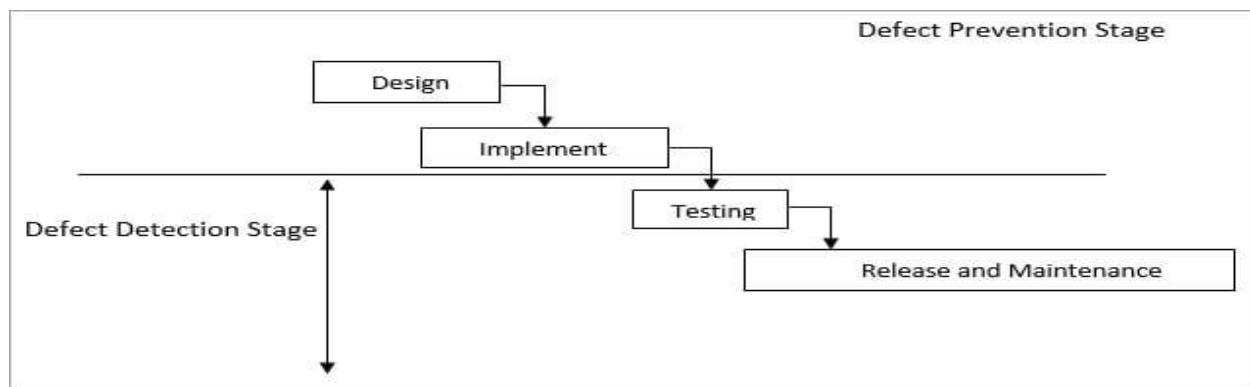 Defect Prevention Stage
Design
Implement
Testing
Defect Detection Stage
Release and Maintenance